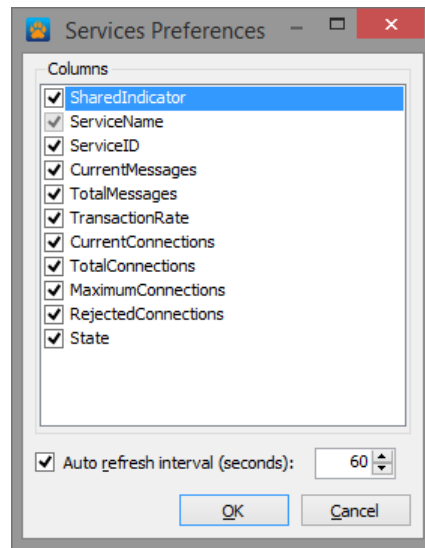 Services Preferences
Columns
SharedIndicator
ServiceName
ServiceID
CurrentMessages
TotalMessages
TransactionRate
CurrentConnections
TotalConnections
MaximumConnections
RejectedConnections
State
Auto refresh interval (seconds): 60
OK Cancel